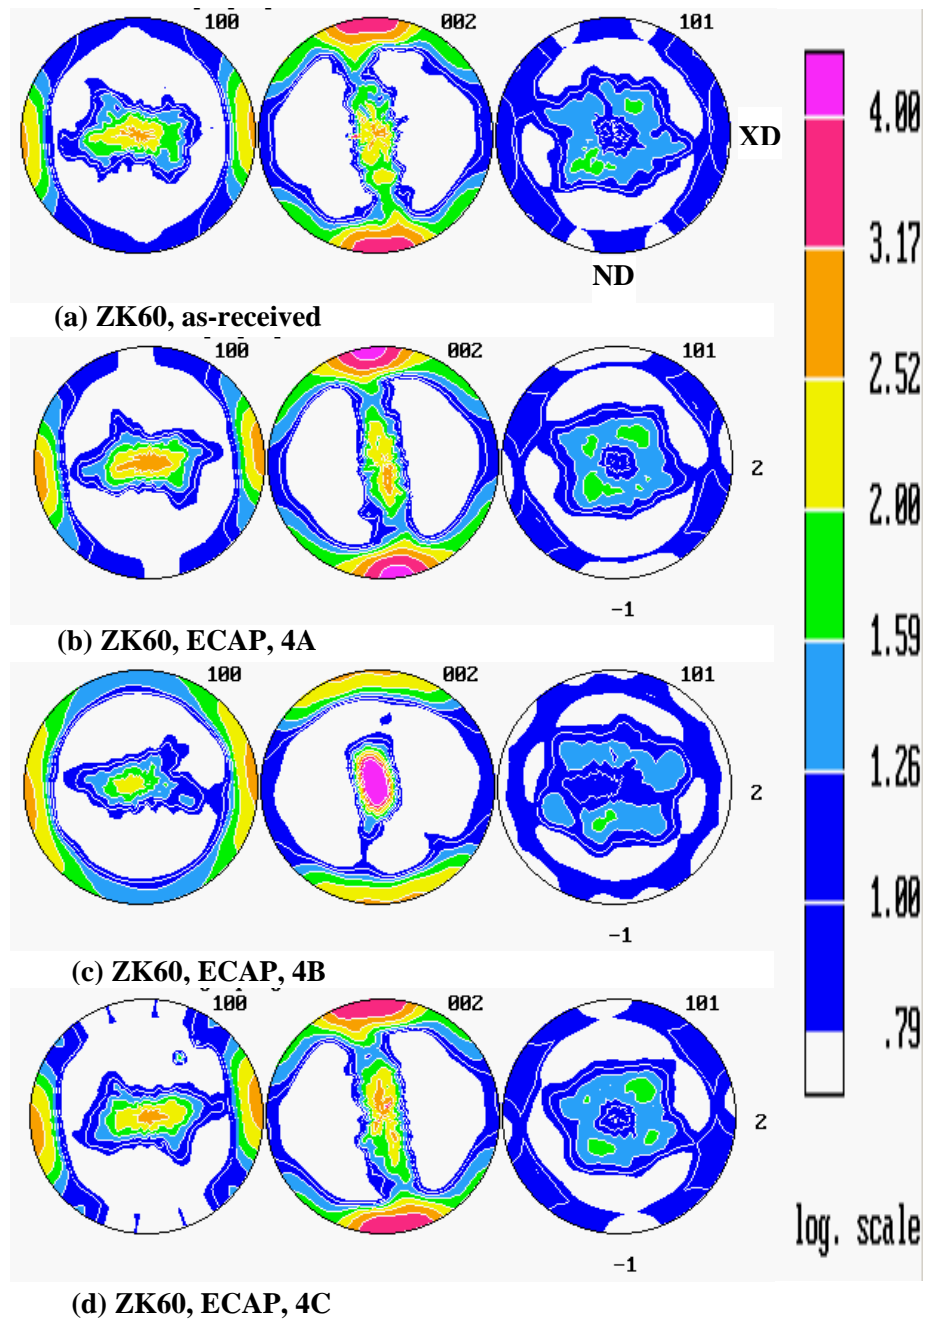 100 002 101
XD
ND
(a) ZK60, as-received
100 002 101
2
-1
(b) ZK60, ECAP, 4A
100 002 101
2
-1
(c) ZK60, ECAP, 4B
100 002 101
2
-1
(d) ZK60, ECAP, 4C
4.00
3.17
2.52
2.00
1.59
1.26
1.00
.79
log. scale